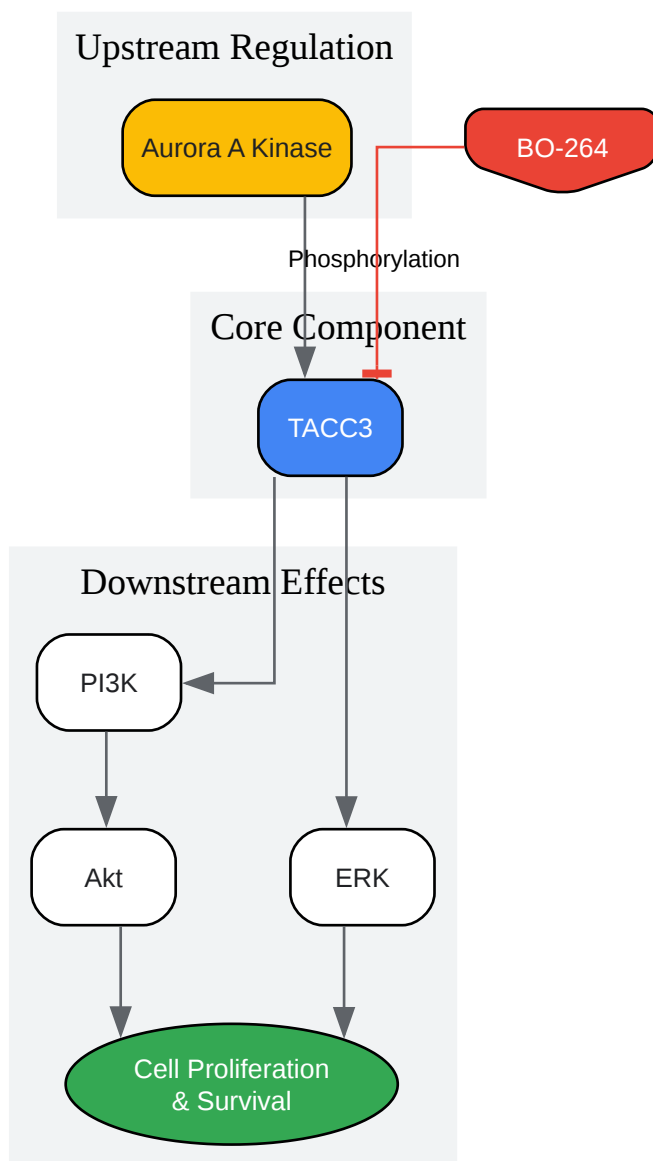 Upstream Regulation
Aurora A Kinase
BO-264
Phosphorylation
Core Component
TACC3
Downstream Effects
PI3K
Akt
ERK
Cell Proliferation
& Survival